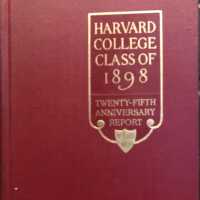 HARVARD
COLLEGE
CLASS OF
1898
TWENTY-FIFTH
ANNIVERSARY
REPORT